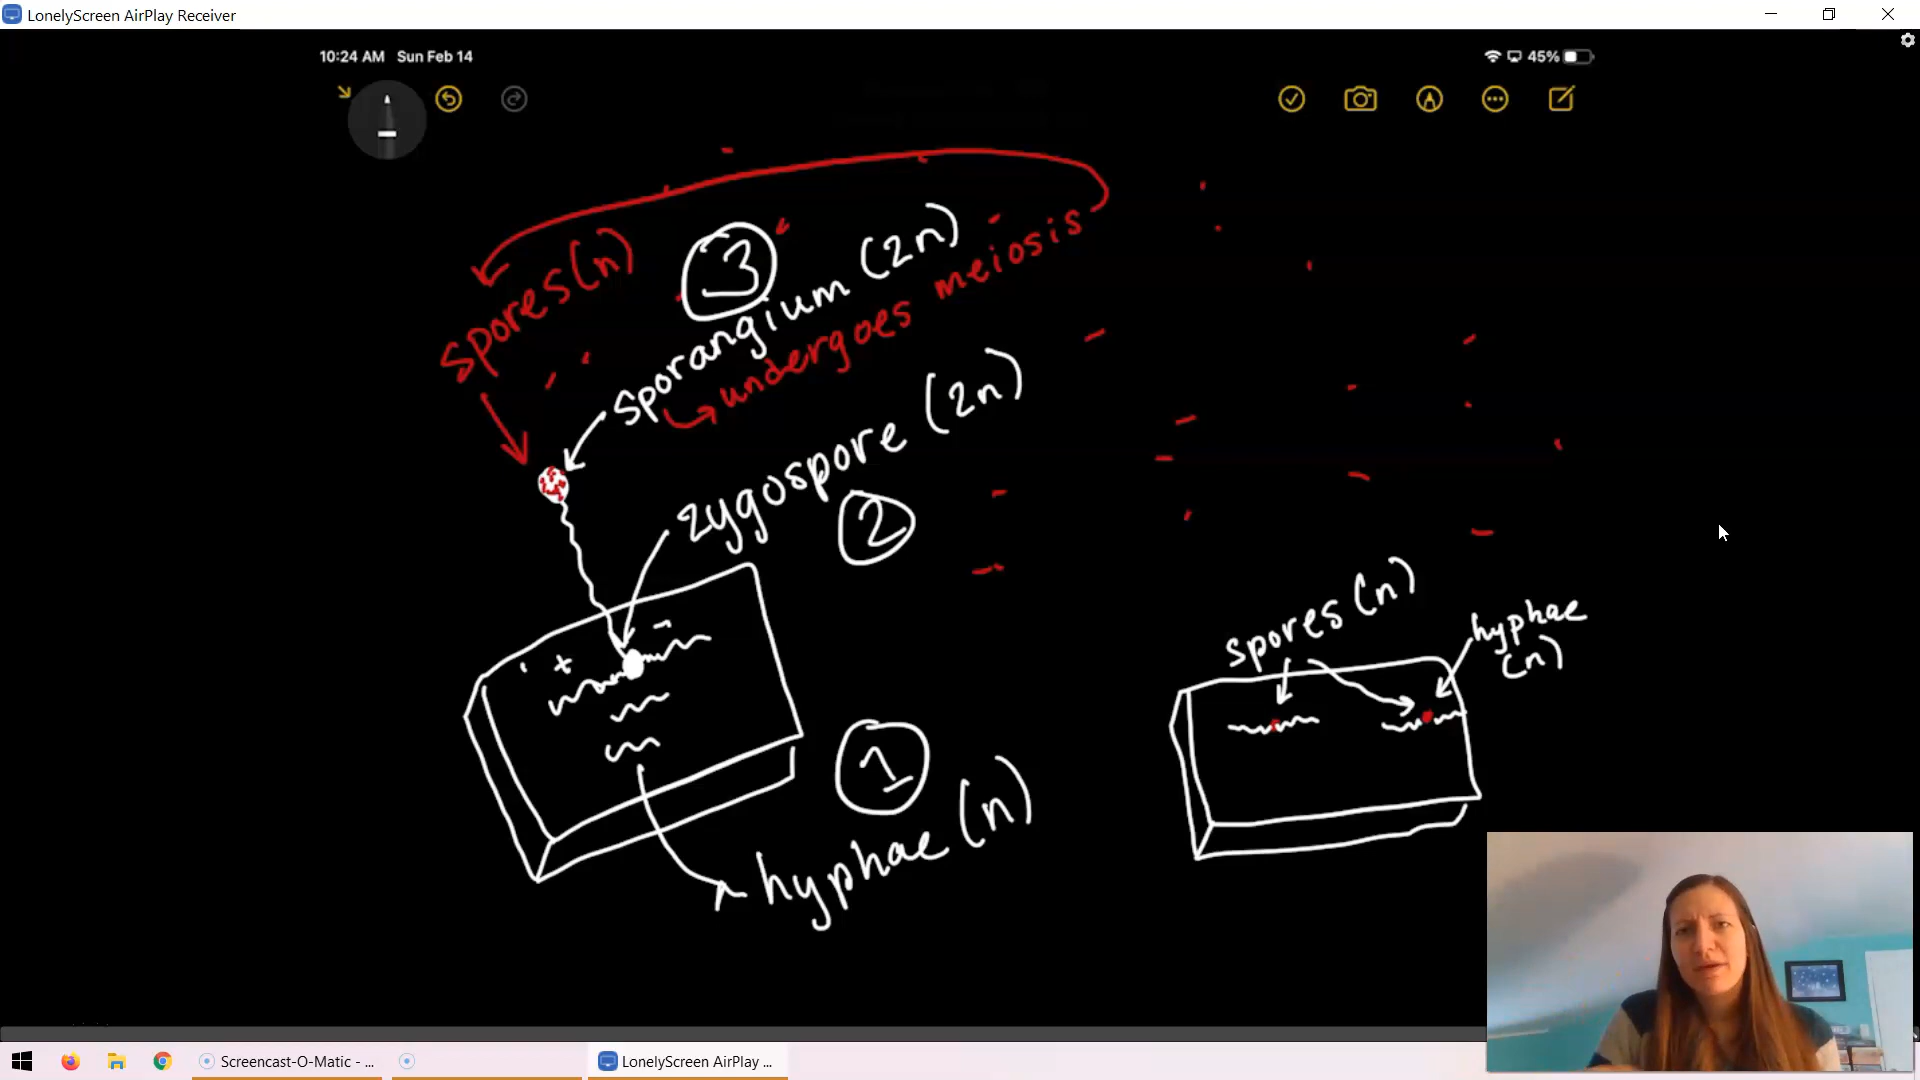 LonelyScreen AirPlay Receiver
10:24 AM Sun Feb 14
45%
3
spores (n)
sporangium (2n)
undergoes meiosis
zygospore (2n)
2
+
-
1
hyphae (n)
spores (n)
hyphae
(n)
Screencast-O-Matic - ...
LonelyScreen AirPlay ...